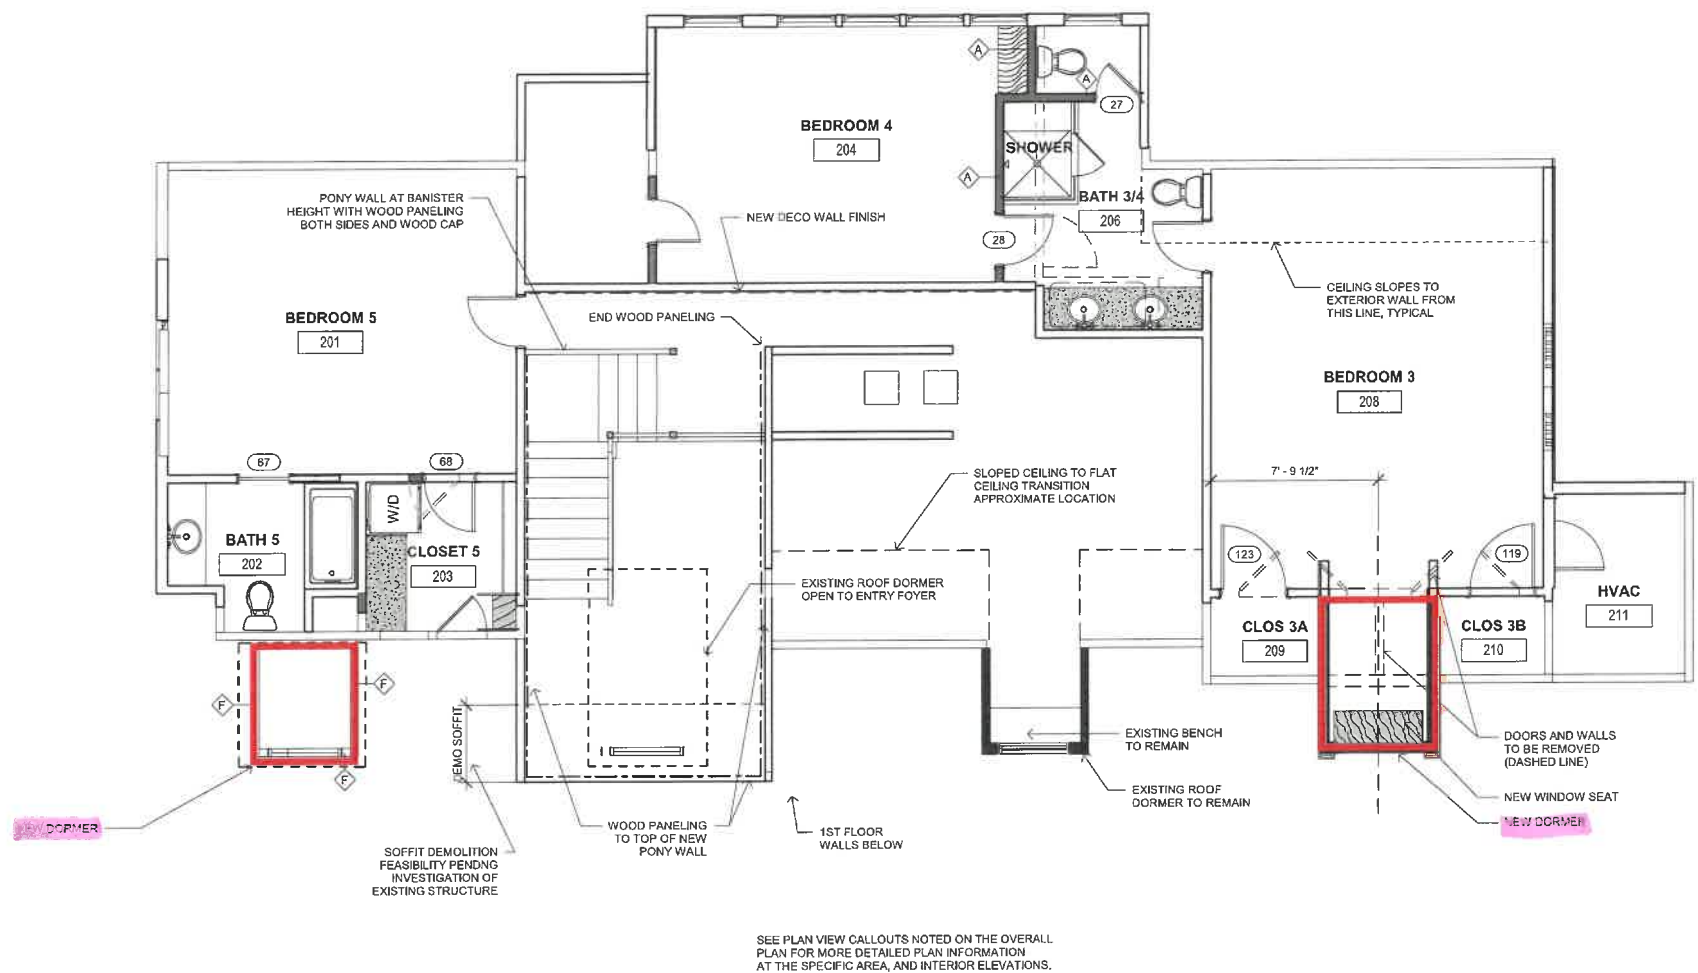 A
A
27
BEDROOM 4
204
SHOWER
A
BATH 3/4
206
PONY WALL AT BANISTER
HEIGHT WITH WOOD PANELING
BOTH SIDES AND WOOD CAP
NEW DECO WALL FINISH
28
CEILING SLOPES TO
EXTERIOR WALL FROM
THIS LINE, TYPICAL
BEDROOM 5
201
END WOOD PANELING
BEDROOM 3
208
67
68
SLOPED CEILING TO FLAT
CEILING TRANSITION
APPROXIMATE LOCATION
7' - 9 1/2"
W/D
BATH 5
202
CLOSET 5
203
123
119
EXISTING ROOF DORMER
OPEN TO ENTRY FOYER
HVAC
211
CLOS 3A
209
CLOS 3B
210
F
F
F
DEMO SOFFIT
EXISTING BENCH
TO REMAIN
DOORS AND WALLS
TO BE REMOVED
(DASHED LINE)
EXISTING ROOF
DORMER TO REMAIN
NEW WINDOW SEAT
NEW DORMER
NEW DORMER
WOOD PANELING
TO TOP OF NEW
PONY WALL
1ST FLOOR
WALLS BELOW
SOFFIT DEMOLITION
FEASIBILITY PENDNG
INVESTIGATION OF
EXISTING STRUCTURE
SEE PLAN VIEW CALLOUTS NOTED ON THE OVERALL
PLAN FOR MORE DETAILED PLAN INFORMATION
AT THE SPECIFIC AREA, AND INTERIOR ELEVATIONS.